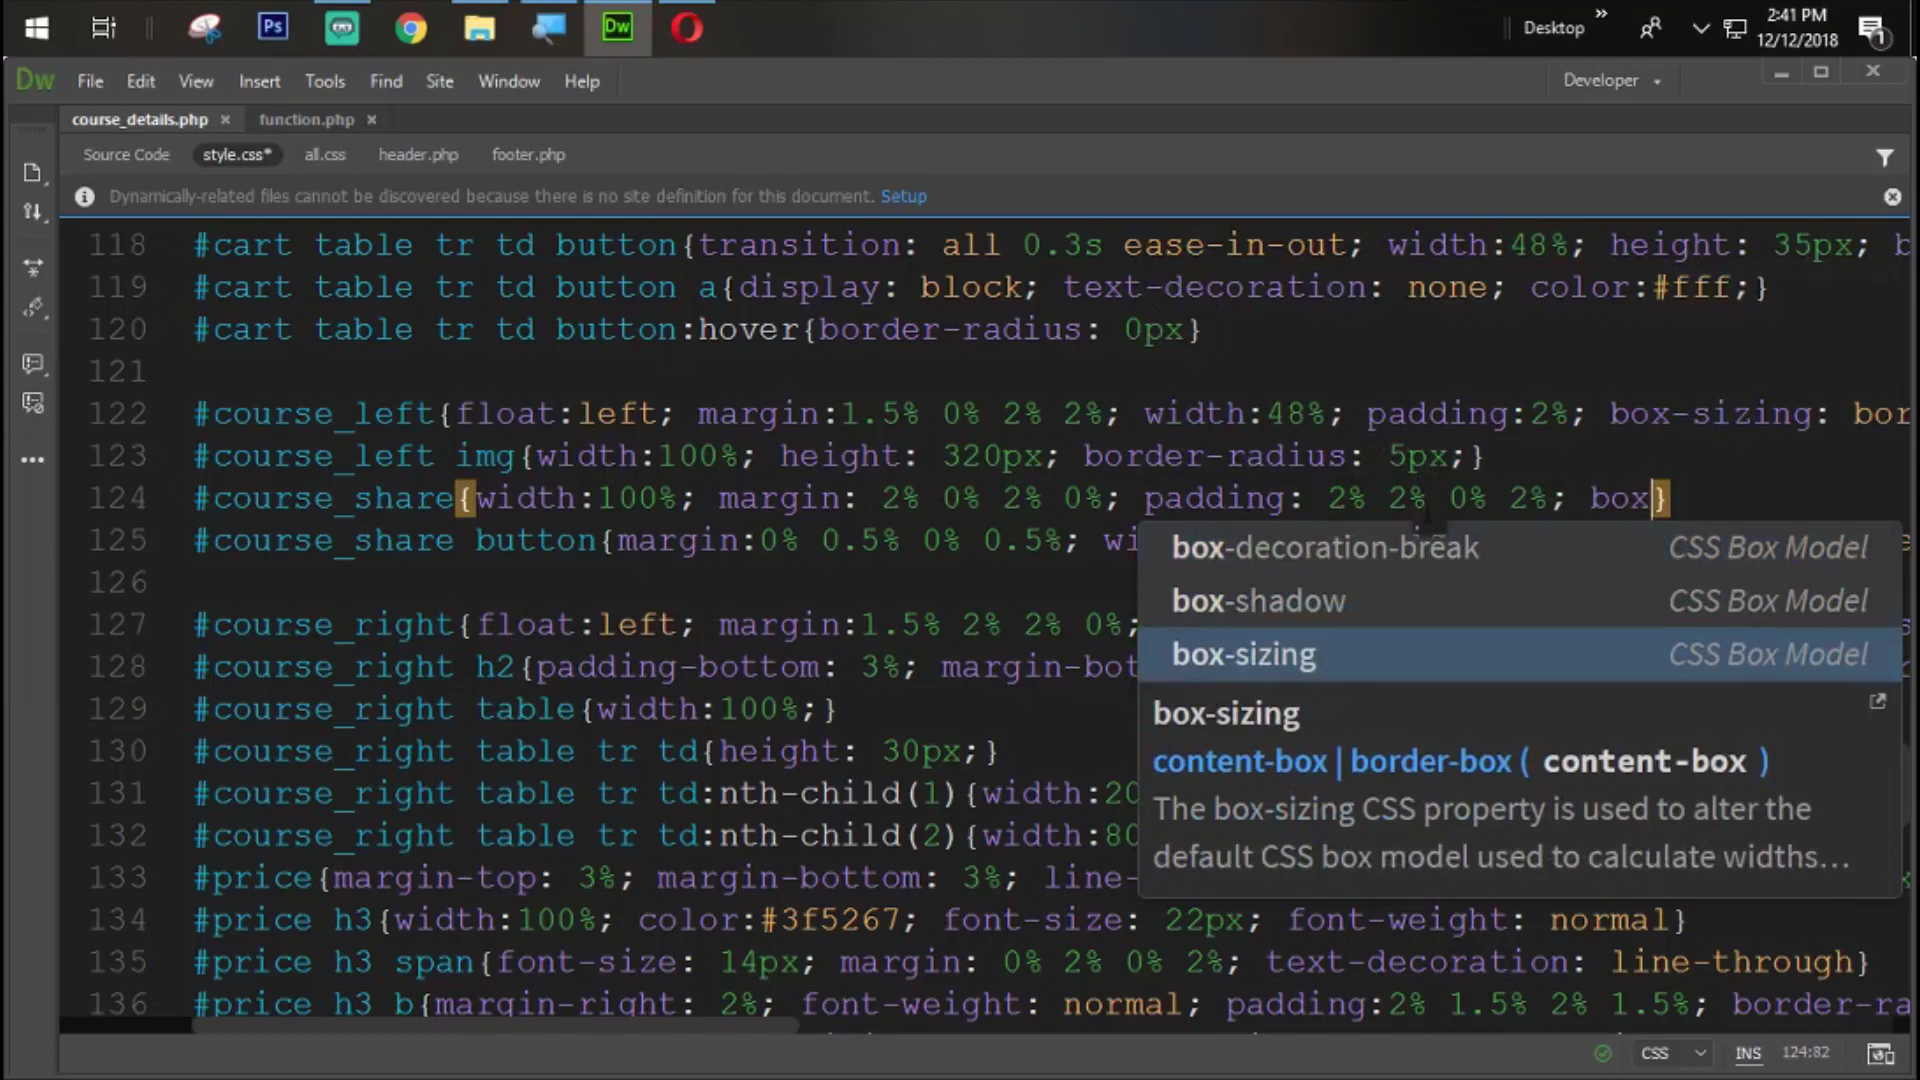 Ps
Dw
Desktop
»
2:41 PM
12/12/2018
1
Dw File Edit View Insert Tools Find Site Window Help
Developer
course_details.php × function.php ×
Source Code style.css* all.css header.php footer.php
Dynamically-related files cannot be discovered because there is no site definition for this document. Setup
118 #cart table tr td button{transition: all 0.3s ease-in-out; width:48%; height: 35px; b
119 #cart table tr td button a{display: block; text-decoration: none; color:#fff;}
120 #cart table tr td button:hover{border-radius: 0px}
121
122 #course_left{float:left; margin:1.5% 0% 2% 2%; width:48%; padding:2%; box-sizing: bor
123 #course_left img{width:100%; height: 320px; border-radius: 5px;}
124 #course_share{width:100%; margin: 2% 0% 2% 0%; padding: 2% 2% 0% 2%; box}
125 #course_share button{margin:0% 0.5% 0% 0.5%; wi
126
127 #course_right{float:left; margin:1.5% 2% 2% 0%;
128 #course_right h2{padding-bottom: 3%; margin-bot
129 #course_right table{width:100%;}
130 #course_right table tr td{height: 30px;}
131 #course_right table tr td:nth-child(1){width:20
132 #course_right table tr td:nth-child(2){width:80
133 #price{margin-top: 3%; margin-bottom: 3%; line-
134 #price h3{width:100%; color:#3f5267; font-size: 22px; font-weight: normal}
135 #price h3 span{font-size: 14px; margin: 0% 2% 0% 2%; text-decoration: line-through}
136 #price h3 b{margin-right: 2%; font-weight: normal; padding:2% 1.5% 2% 1.5%; border-ra
box-decoration-break CSS Box Model
box-shadow CSS Box Model
box-sizing CSS Box Model
box-sizing
content-box | border-box ( content-box )
The box-sizing CSS property is used to alter the
default CSS box model used to calculate widths...
CSS INS 124:82